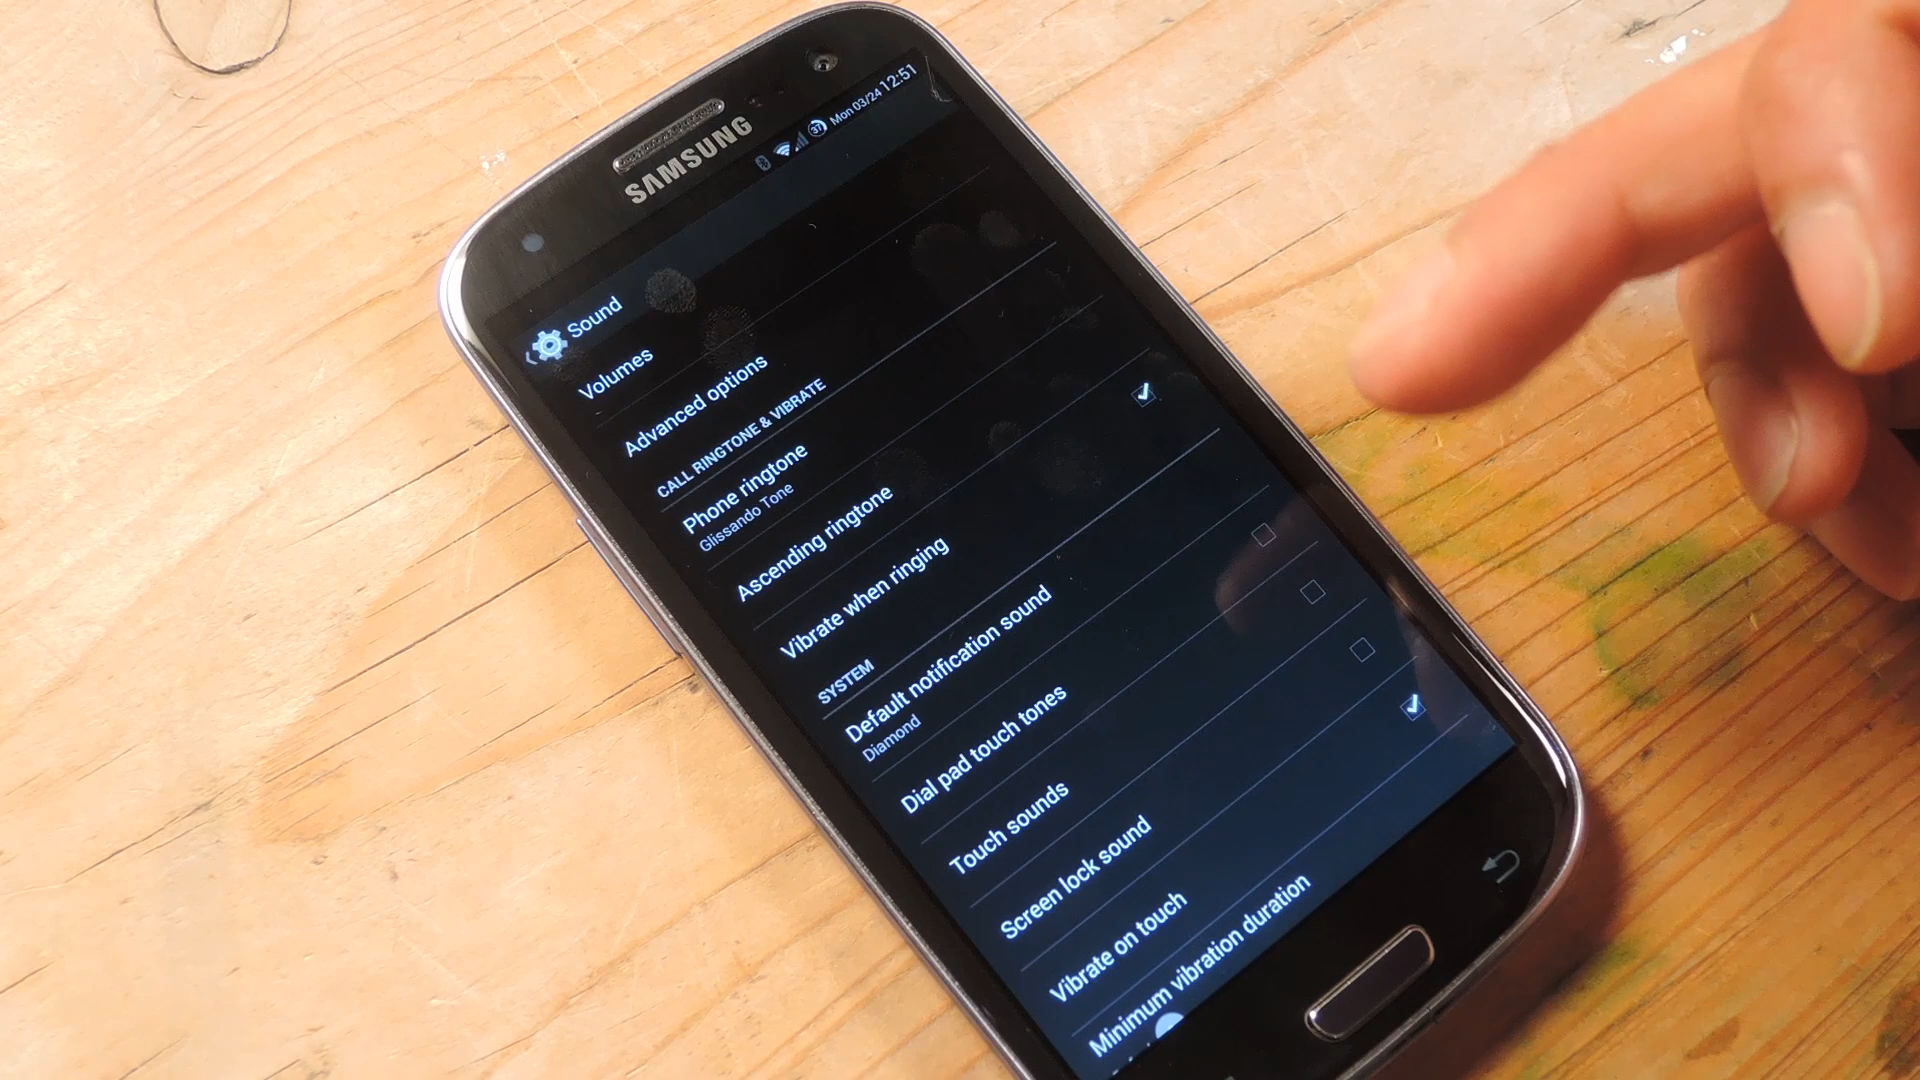 SAMSUNG
37 Mon 03/24 12:51
Sound
Volumes
Advanced options
CALL RINGTONE & VIBRATE
Phone ringtone
Glissando Tone
Ascending ringtone
Vibrate when ringing
SYSTEM
Default notification sound
Diamond
Dial pad touch tones
Touch sounds
Screen lock sound
Vibrate on touch
Minimum vibration duration